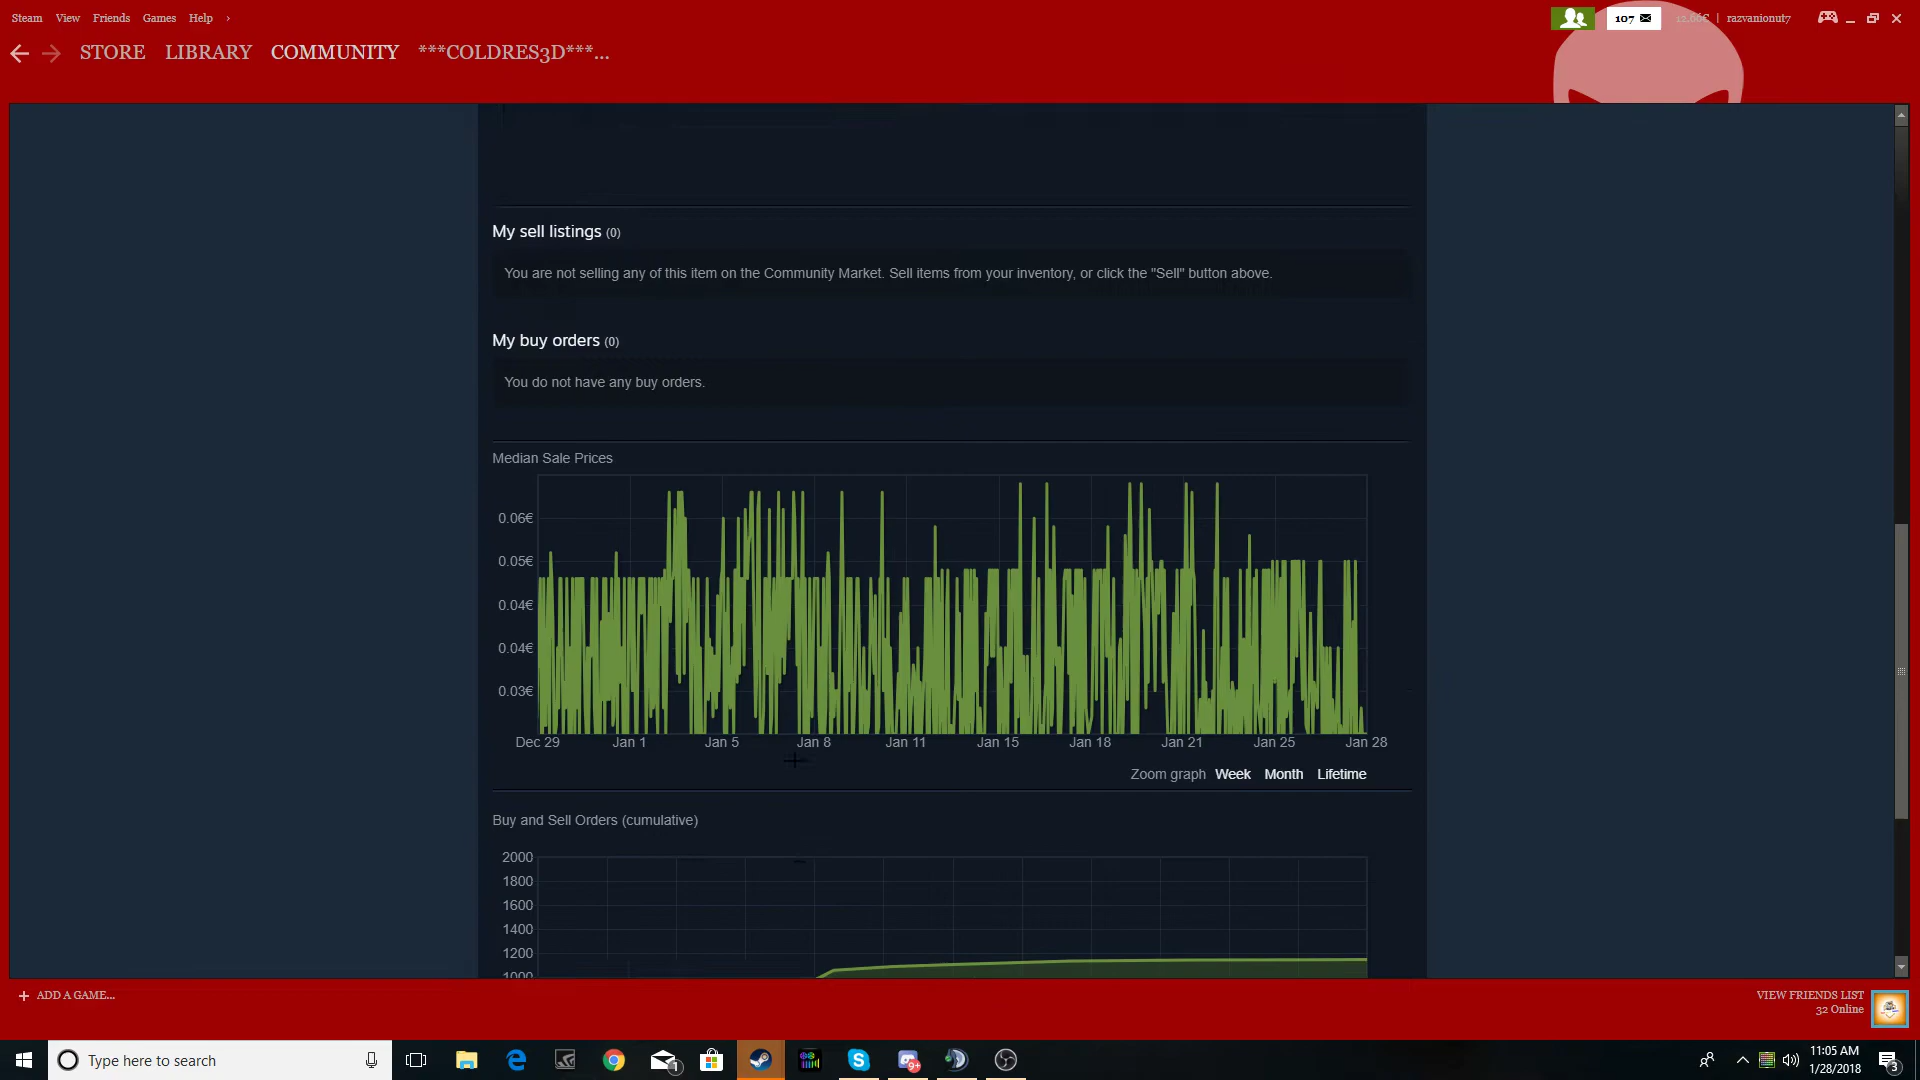 Steam View Friends Games Help ›
107
12.66€ | razvanionut7
STORE LIBRARY COMMUNITY ***COLDRES3D***...
My sell listings (0)
You are not selling any of this item on the Community Market. Sell items from your inventory, or click the "Sell" button above.
My buy orders (0)
You do not have any buy orders.
Median Sale Prices
0.06€
0.05€
0.04€
0.04€
0.03€
Dec 29 Jan 1 Jan 5 Jan 8 Jan 11 Jan 15 Jan 18 Jan 21 Jan 25 Jan 28
Zoom graph Week Month Lifetime
Buy and Sell Orders (cumulative)
2000
1800
1600
1400
1200
1000
+ ADD A GAME...
VIEW FRIENDS LIST
32 Online
Type here to search
1
9+
11:05 AM
1/28/2018
3